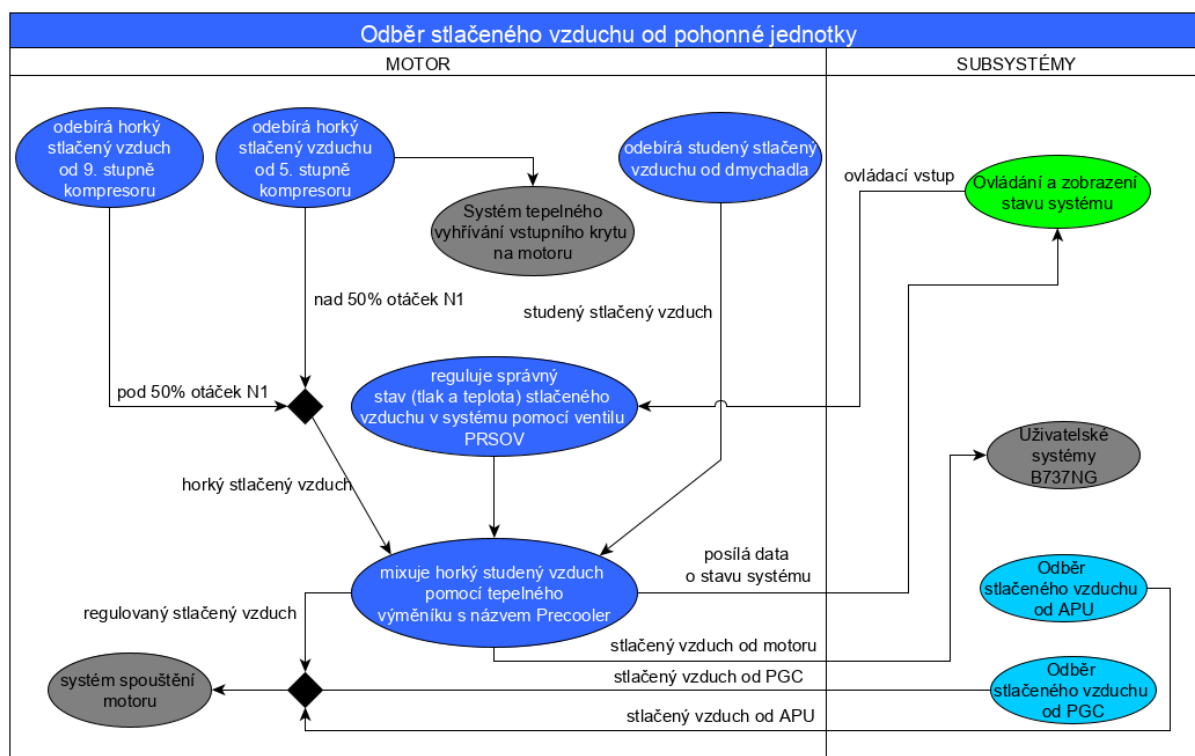 Odběr stlačeného vzduchu od pohonné jednotky
MOTOR
SUBSYSTÉMY
odebírá horký
stlačený vzduch
od 9. stupně
kompresoru
odebírá horký
stlačený vzduchu
od 5. stupně
kompresoru
odebírá studený stlačený
vzduchu od dmychadla
ovládací vstup
Ovládání a zobrazení
stavu systému
Systém tepelného
vyhřívání vstupního krytu
na motoru
nad 50% otáček N1
studený stlačený vzduch
pod 50% otáček N1
reguluje správný
stav (tlak a teplota) stlačeného
vzduchu v systému pomocí ventilu
PRSOV
Uživatelské
systémy
B737NG
horký stlačený vzduch
mixuje horký studený vzduch
pomocí tepelného
výměníku s názvem Precooler
posílá data
o stavu systému
Odběr
stlačeného vzduchu
od APU
regulovaný stlačený vzduch
stlačený vzduch od motoru
stlačený vzduch od PGC
systém spouštění
motoru
Odběr
stlačeného vzduchu
od PGC
stlačený vzduch od APU